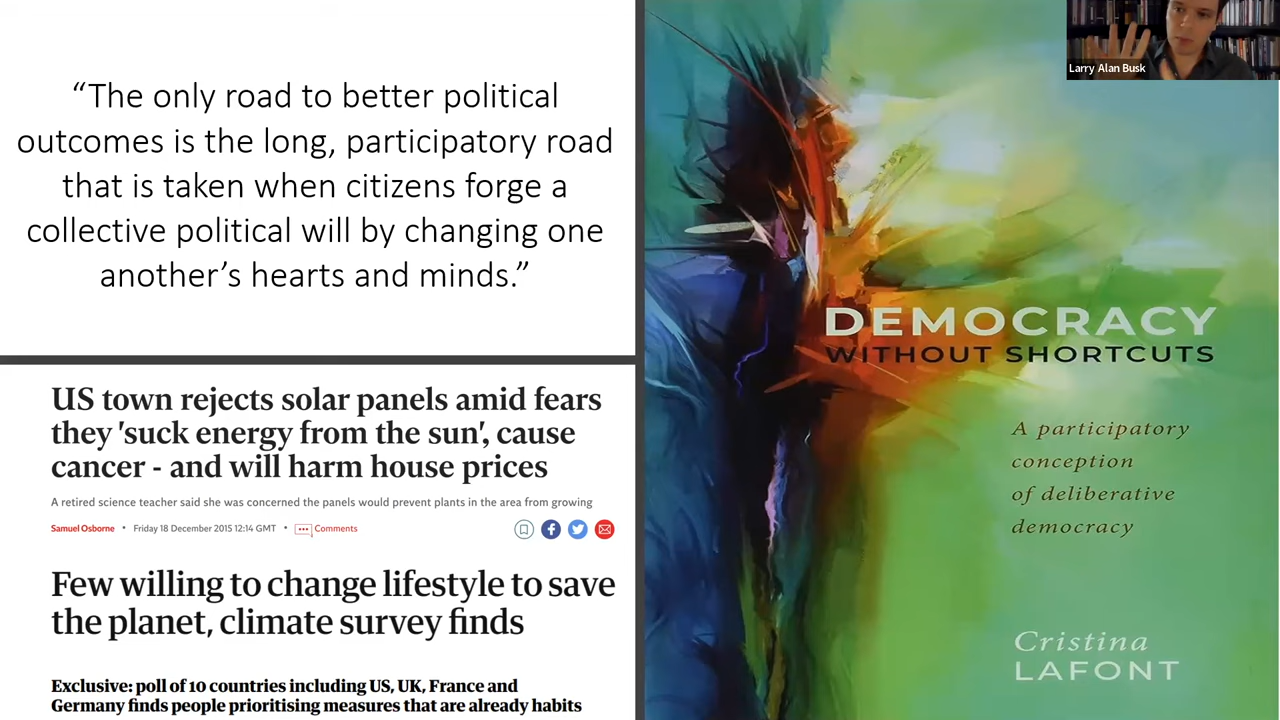 “The only road to better political
outcomes is the long, participatory road
that is taken when citizens forge a
collective political will by changing one
another’s hearts and minds.”
US town rejects solar panels amid fears
they 'suck energy from the sun', cause
cancer - and will harm house prices
A retired science teacher said she was concerned the panels would prevent plants in the area from growing
Samuel Osborne • Friday 18 December 2015 12:14 GMT • Comments
Few willing to change lifestyle to save
the planet, climate survey finds
Exclusive: poll of 10 countries including US, UK, France and
Germany finds people prioritising measures that are already habits
Larry Alan Busk
DEMOCRACY
WITHOUT SHORTCUTS
A participatory
conception
of deliberative
democracy
Cristina
LAFONT